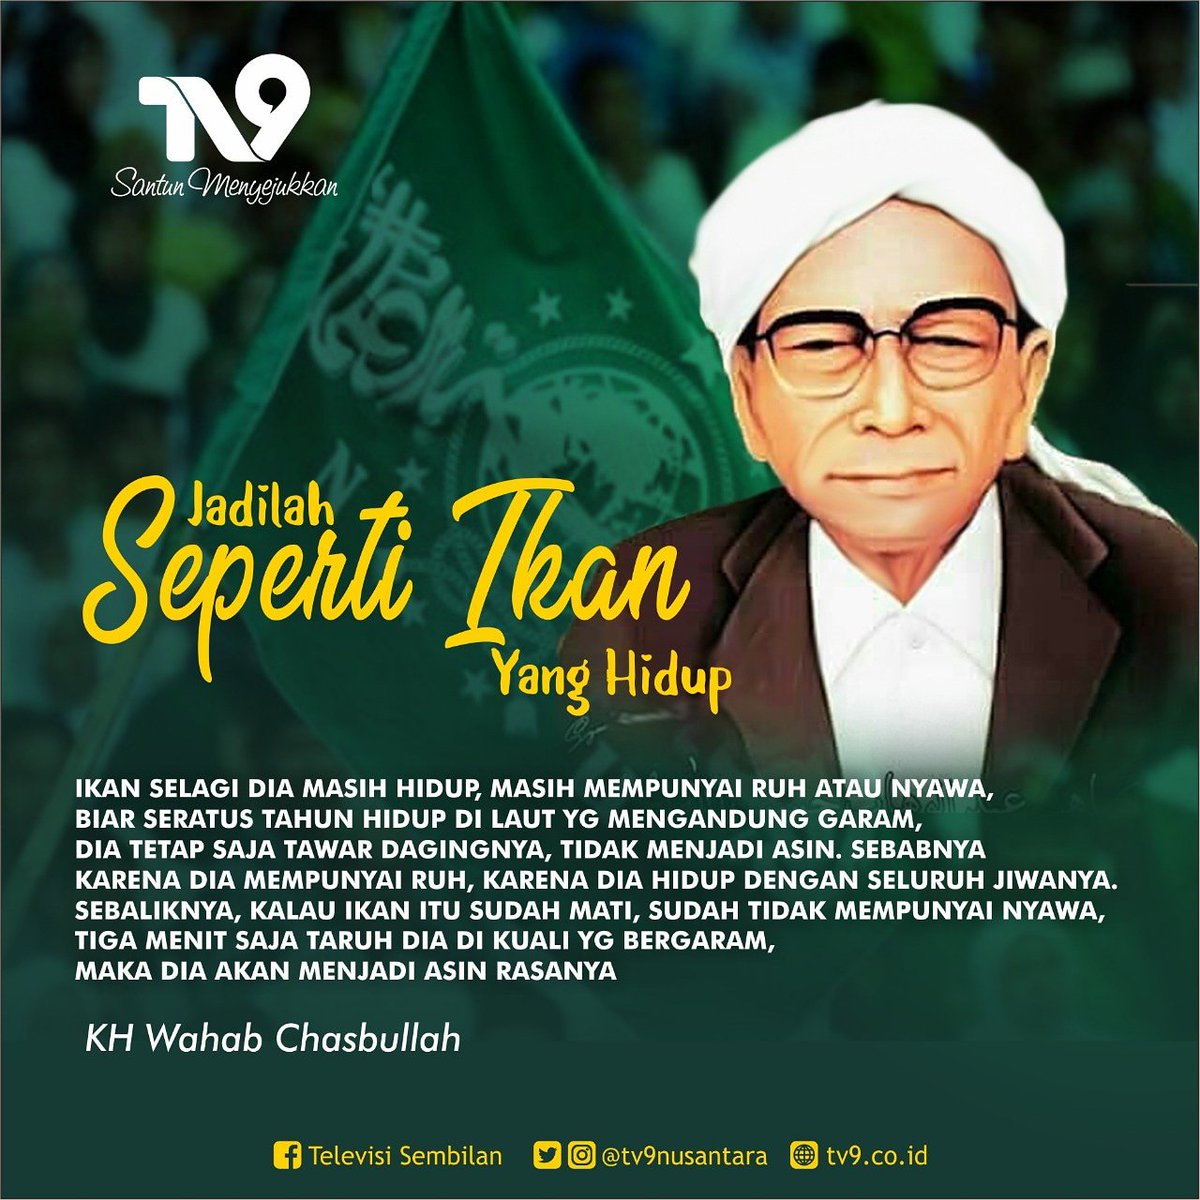 TV9
Santun Menyejukkan
N
Jadilah
Seperti Ikan
Yang Hidup
IKAN SELAGI DIA MASIH HIDUP, MASIH MEMPUNYAI RUH ATAU NYAWA,
BIAR SERATUS TAHUN HIDUP DI LAUT YG MENGANDUNG GARAM,
DIA TETAP SAJA TAWAR DAGINGNYA, TIDAK MENJADI ASIN. SEBABNYA
KARENA DIA MEMPUNYAI RUH, KARENA DIA HIDUP DENGAN SELURUH JIWANYA.
SEBALIKNYA, KALAU IKAN ITU SUDAH MATI, SUDAH TIDAK MEMPUNYAI NYAWA,
TIGA MENIT SAJA TARUH DIA DI KUALI YG BERGARAM,
MAKA DIA AKAN MENJADI ASIN RASANYA
KH Wahab Chasbullah
Televisi Sembilan @tv9nusantara tv9.co.id